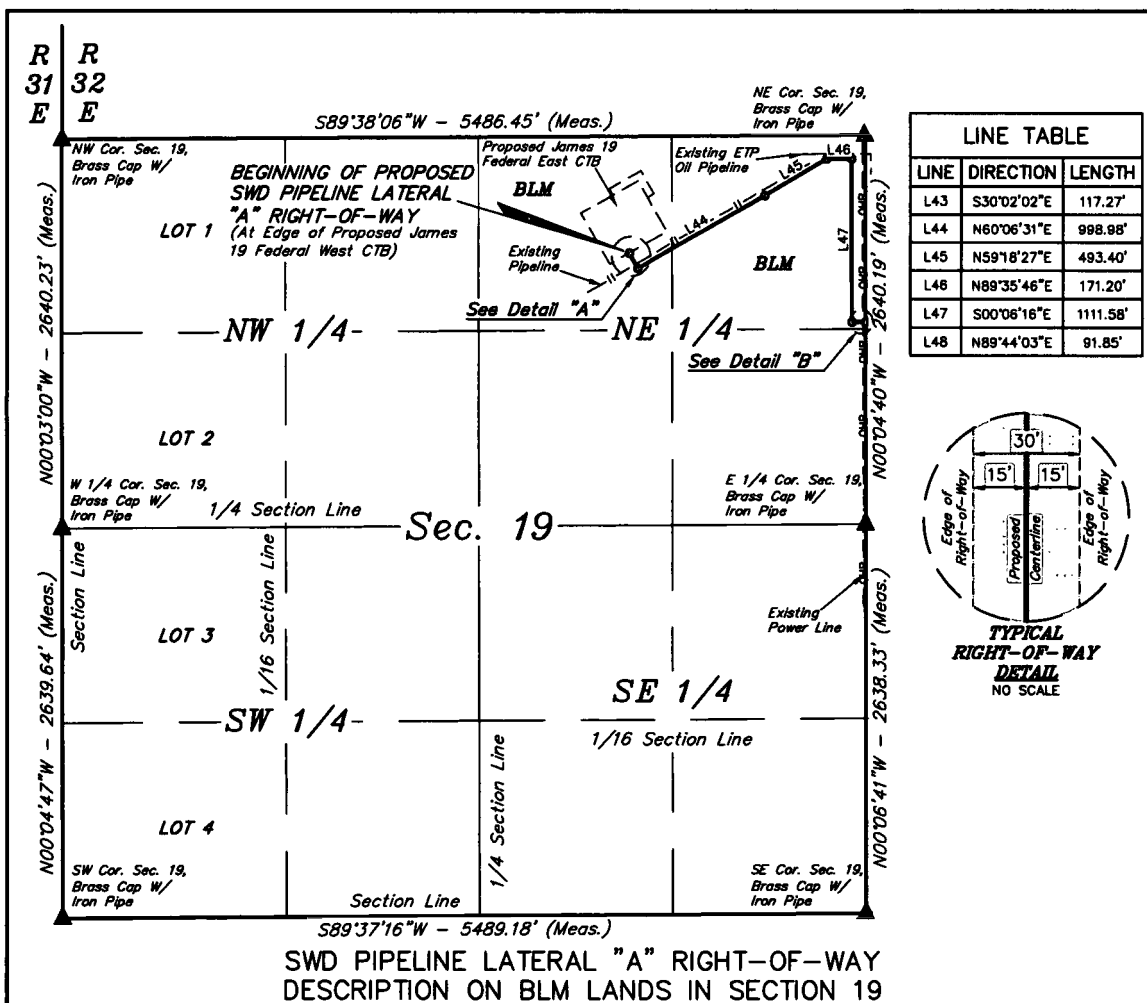 R R
31 32
E E
NE Cor. Sec. 19,
Brass Cap W/
Iron Pipe
S89°38'06"W - 5486.45' (Meas.)
NW Cor. Sec. 19,
Brass Cap W/
Iron Pipe
Proposed James 19
Federal East CTB
Existing ETP
Oil Pipeline
L46
BEGINNING OF PROPOSED
SWD PIPELINE LATERAL
"A" RIGHT-OF-WAY
(At Edge of Proposed James
19 Federal West CTB)
BLM
L45
LOT 1
L44
L47
OHP
Existing
Pipeline
BLM
See Detail "A"
NW 1/4
NE 1/4
See Detail "B"
OHP
N00°03'00"W - 2640.23' (Meas.)
N00°04'40"W - 2640.19' (Meas.)
LOT 2
OHP
W 1/4 Cor. Sec. 19,
Brass Cap W/
Iron Pipe
1/4 Section Line
E 1/4 Cor. Sec. 19,
Brass Cap W/
Iron Pipe
Sec. 19
Section Line
1/16 Section Line
OHP
Existing
Power Line
LOT 3
N00°04'47"W - 2639.64' (Meas.)
N00°06'41"W - 2638.33' (Meas.)
SE 1/4
SW 1/4
1/16 Section Line
LOT 4
1/4 Section Line
SW Cor. Sec. 19,
Brass Cap W/
Iron Pipe
SE Cor. Sec. 19,
Brass Cap W/
Iron Pipe
Section Line
S89°37'16"W - 5489.18' (Meas.)
SWD PIPELINE LATERAL "A" RIGHT-OF-WAY
DESCRIPTION ON BLM LANDS IN SECTION 19
LINE TABLE
LINE DIRECTION LENGTH
L43 S30°02'02"E 117.27'
L44 N60°06'31"E 998.98'
L45 N59°18'27"E 493.40'
L46 N89°35'46"E 171.20'
L47 S00°06'16"E 1111.58'
L48 N89°44'03"E 91.85'
30'
15' 15'
Edge of
Right-of-Way
Proposed
Centerline
Edge of
Right-of-Way
TYPICAL
RIGHT-OF-WAY
DETAIL
NO SCALE